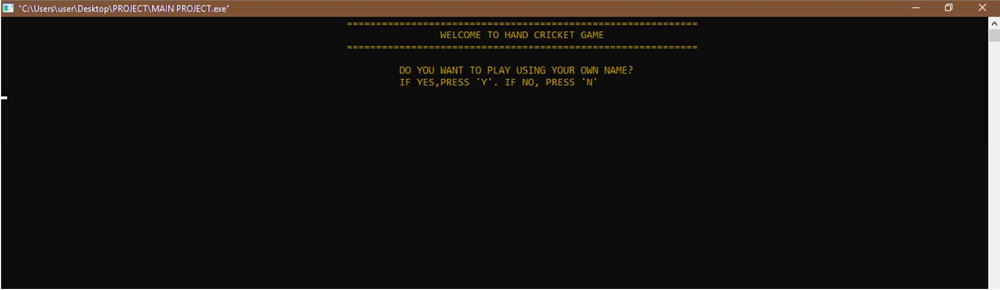 "C:\Users\user\Desktop\PROJECT\MAIN PROJECT.exe"
============================================================
WELCOME TO HAND CRICKET GAME
============================================================
DO YOU WANT TO PLAY USING YOUR OWN NAME?
IF YES,PRESS 'Y'. IF NO, PRESS 'N'